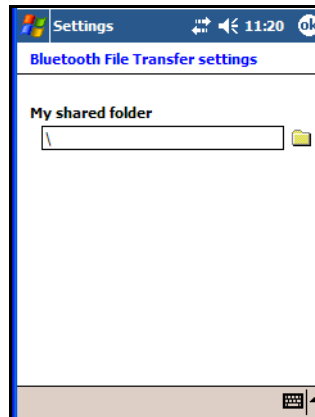 Settings 11:20 ok
Bluetooth File Transfer settings
My shared folder
\